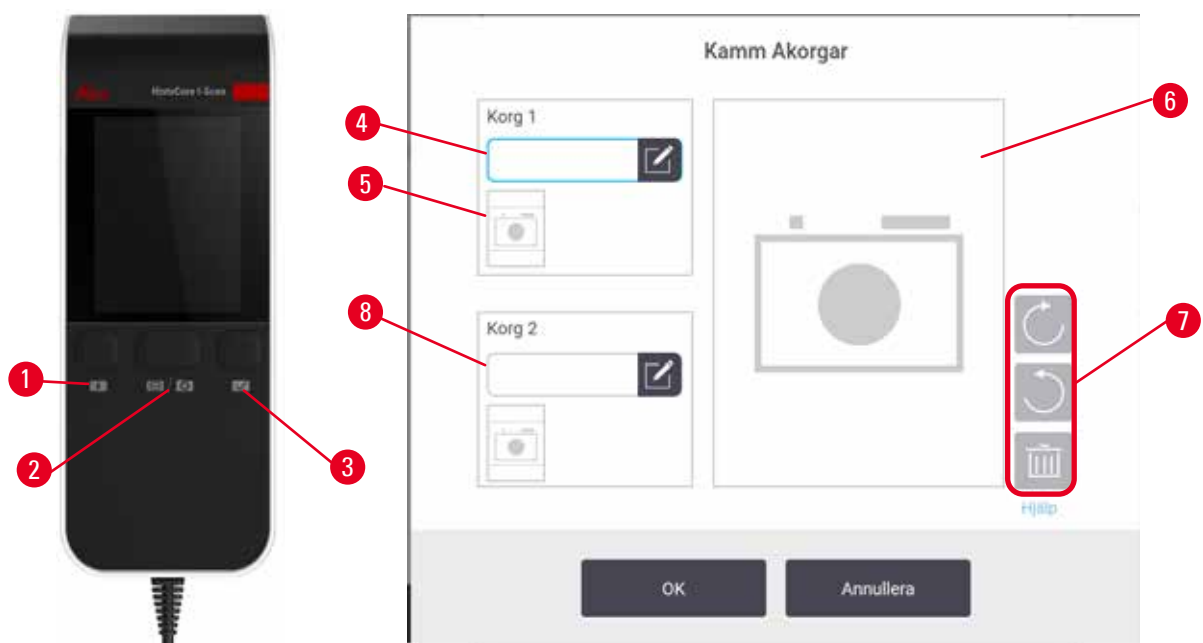 HistoCore I-Scan
1
2
3
Kamm Akorgar
Korg 1
4
5
6
Korg 2
8
7
Hjälp
OK
Annullera